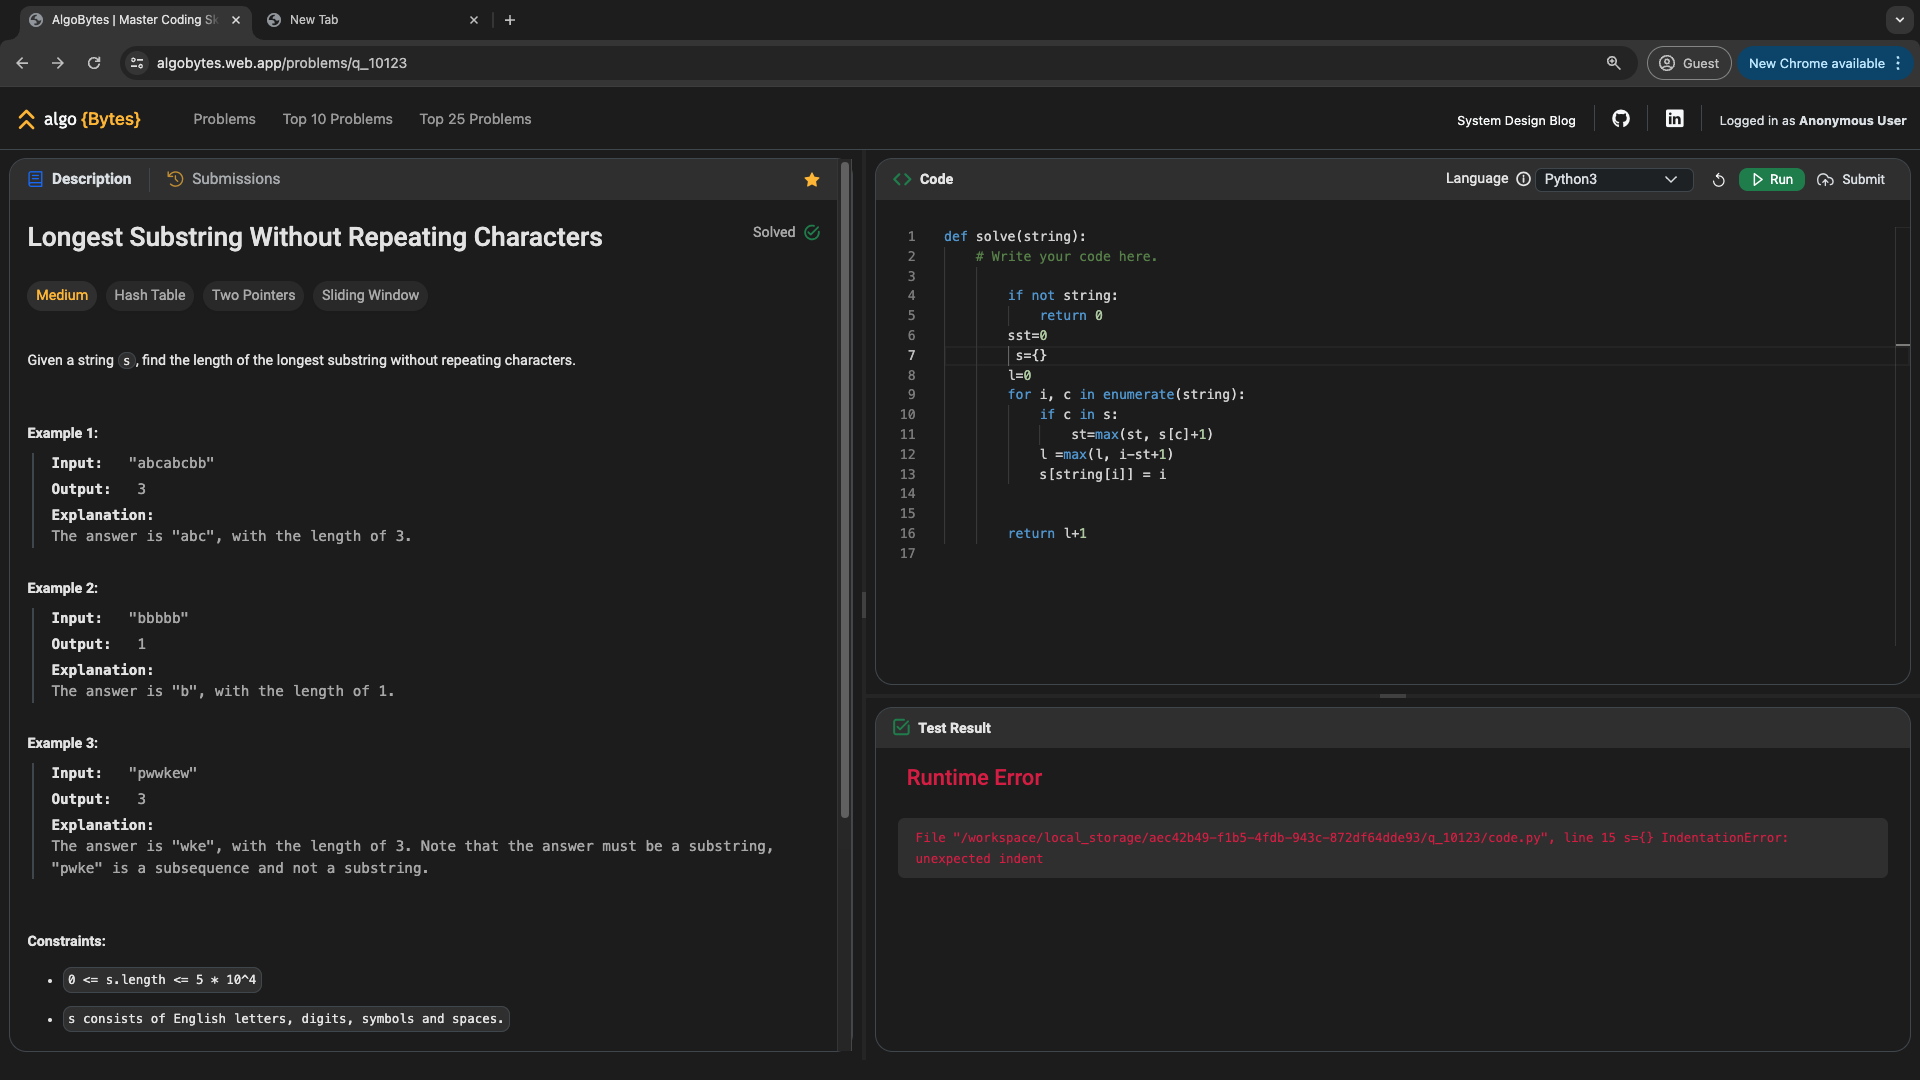 AlgoBytes | Master Coding Sk
New Tab
algobytes.web.app/problems/q_10123
Guest
New Chrome available
algo {Bytes}
Problems
Top 10 Problems
Top 25 Problems
System Design Blog
Logged in as Anonymous User
Description
Submissions
Longest Substring Without Repeating Characters
Solved
Medium
Hash Table
Two Pointers
Sliding Window
Given a string s, find the length of the longest substring without repeating characters.
Example 1:
Input: "abcabcbb"
Output: 3
Explanation:
The answer is "abc", with the length of 3.
Example 2:
Input: "bbbbb"
Output: 1
Explanation:
The answer is "b", with the length of 1.
Example 3:
Input: "pwwkew"
Output: 3
Explanation:
The answer is "wke", with the length of 3. Note that the answer must be a substring,
"pwke" is a subsequence and not a substring.
Constraints:
• 0 <= s.length <= 5 * 10^4
• s consists of English letters, digits, symbols and spaces.
Code
Language
Python3
Run
Submit
1 def solve(string):
2 # Write your code here.
3
4 if not string:
5 return 0
6 sst=0
7 s={}
8 l=0
9 for i, c in enumerate(string):
10 if c in s:
11 st=max(st, s[c]+1)
12 l =max(l, i-st+1)
13 s[string[i]] = i
14
15
16 return l+1
17
Test Result
Runtime Error
File "/workspace/local_storage/aec42b49-f1b5-4fdb-943c-872df64dde93/q_10123/code.py", line 15 s={} IndentationError:
unexpected indent